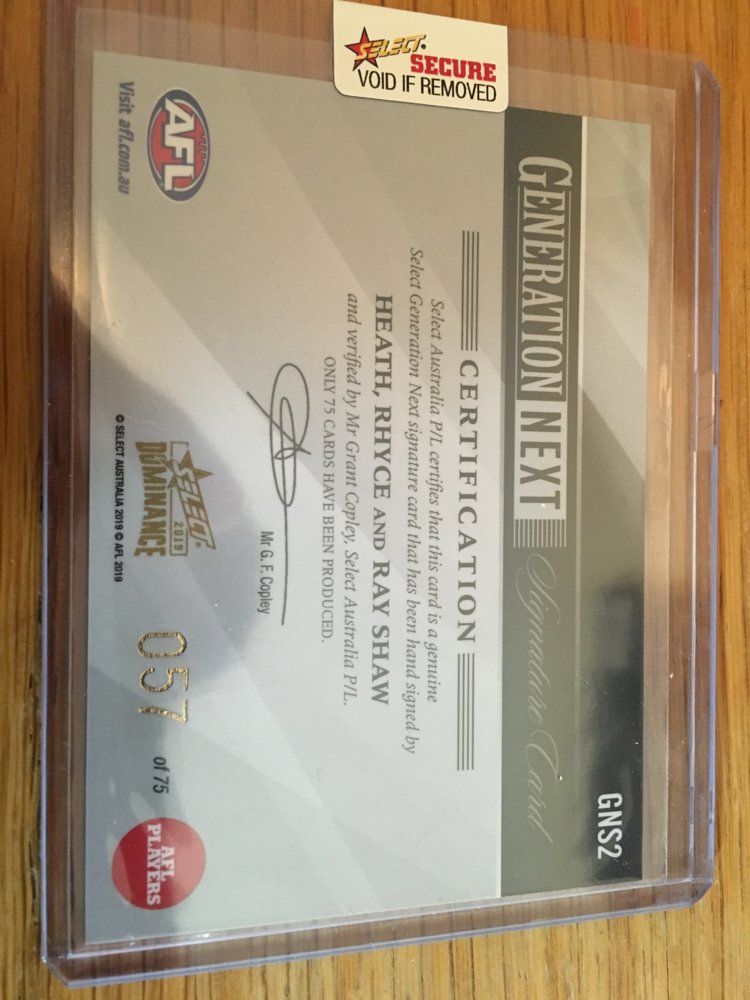 SELECT
SECURE
VOID IF REMOVED
GNS2
GENERATION NEXT Signature Card
CERTIFICATION
Select Australia P/L certifies that this card is a genuine
Select Generation Next signature card that has been hand signed by
HEATH, RHYCE AND RAY SHAW
and verified by Mr Grant Copley, Select Australia P/L.
ONLY 75 CARDS HAVE BEEN PRODUCED.
Mr G. F. Copley
AFL
Visit afl.com.au
SELECT
2019
DOMINANCE
© SELECT AUSTRALIA 2019 © AFL 2019
057 of 75
AFL
PLAYERS